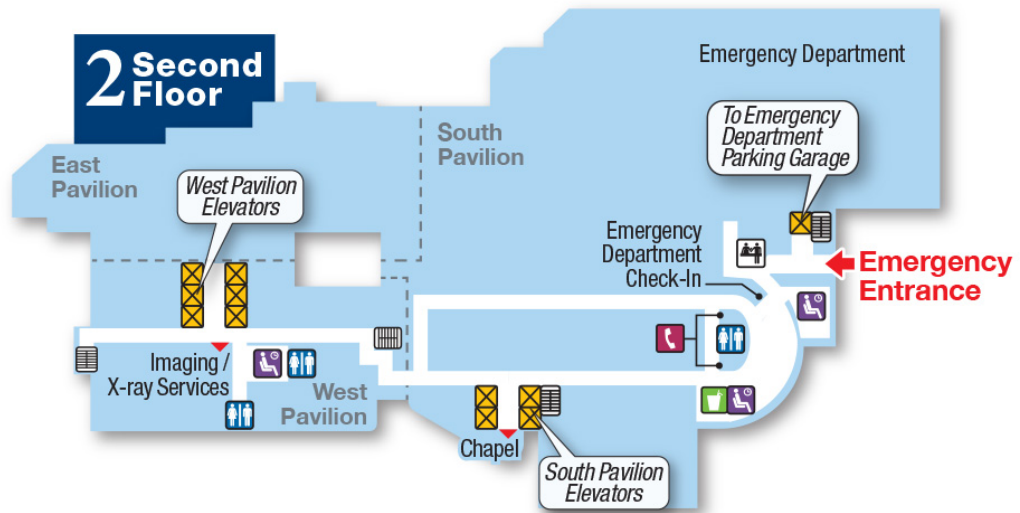 2 Second
Floor
Emergency Department
To Emergency
Department
Parking Garage
South
Pavilion
East
Pavilion
West Pavilion
Elevators
Emergency
Department
Check-In
Emergency
Entrance
Imaging /
X-ray Services
West
Pavilion
Chapel
South Pavilion
Elevators